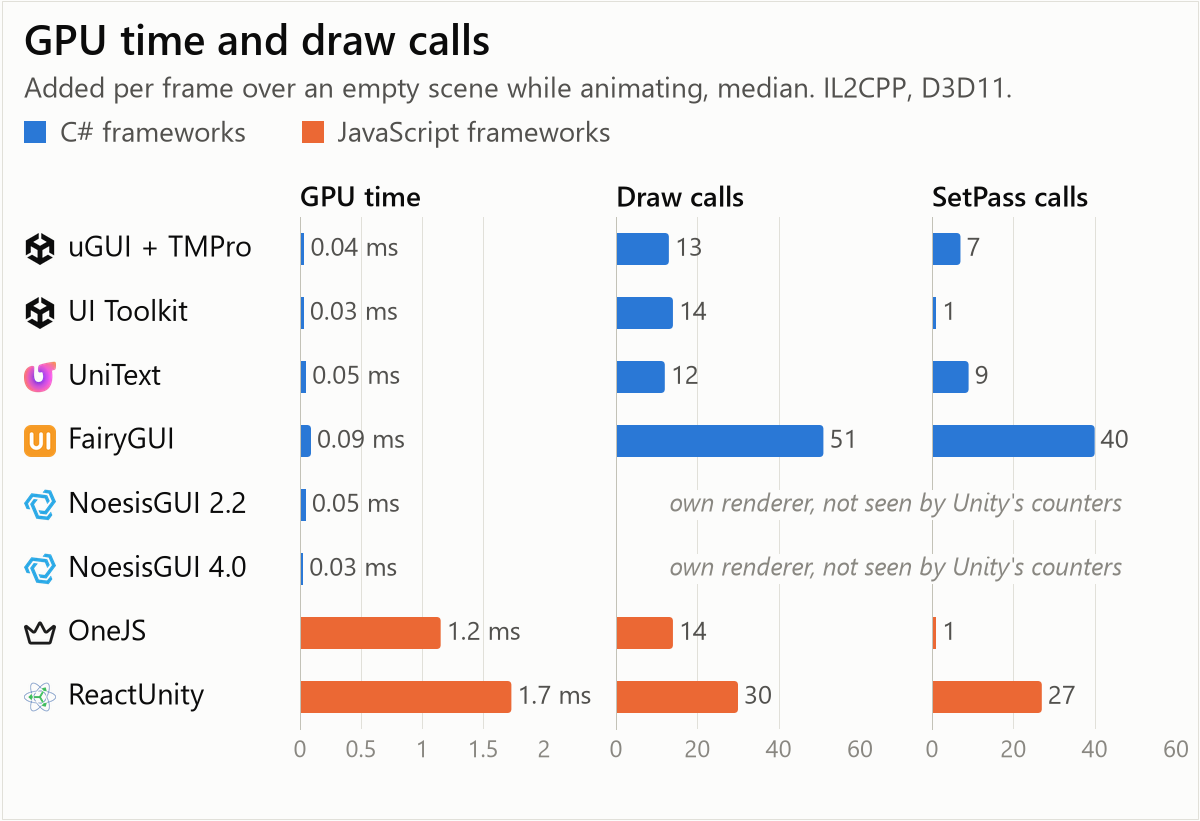 GPU time and draw calls
Added per frame over an empty scene while animating, median. IL2CPP, D3D11.
C# frameworks JavaScript frameworks
GPU time Draw calls SetPass calls
uGUI + TMPro 0.04 ms 13 7
UI Toolkit 0.03 ms 14 1
UniText 0.05 ms 12 9
UI FairyGUI 0.09 ms 51 40
NoesisGUI 2.2 0.05 ms own renderer, not seen by Unity's counters
NoesisGUI 4.0 0.03 ms own renderer, not seen by Unity's counters
OneJS 1.2 ms 14 1
ReactUnity 1.7 ms 30 27
0 0.5 1 1.5 2 0 20 40 60 0 20 40 60